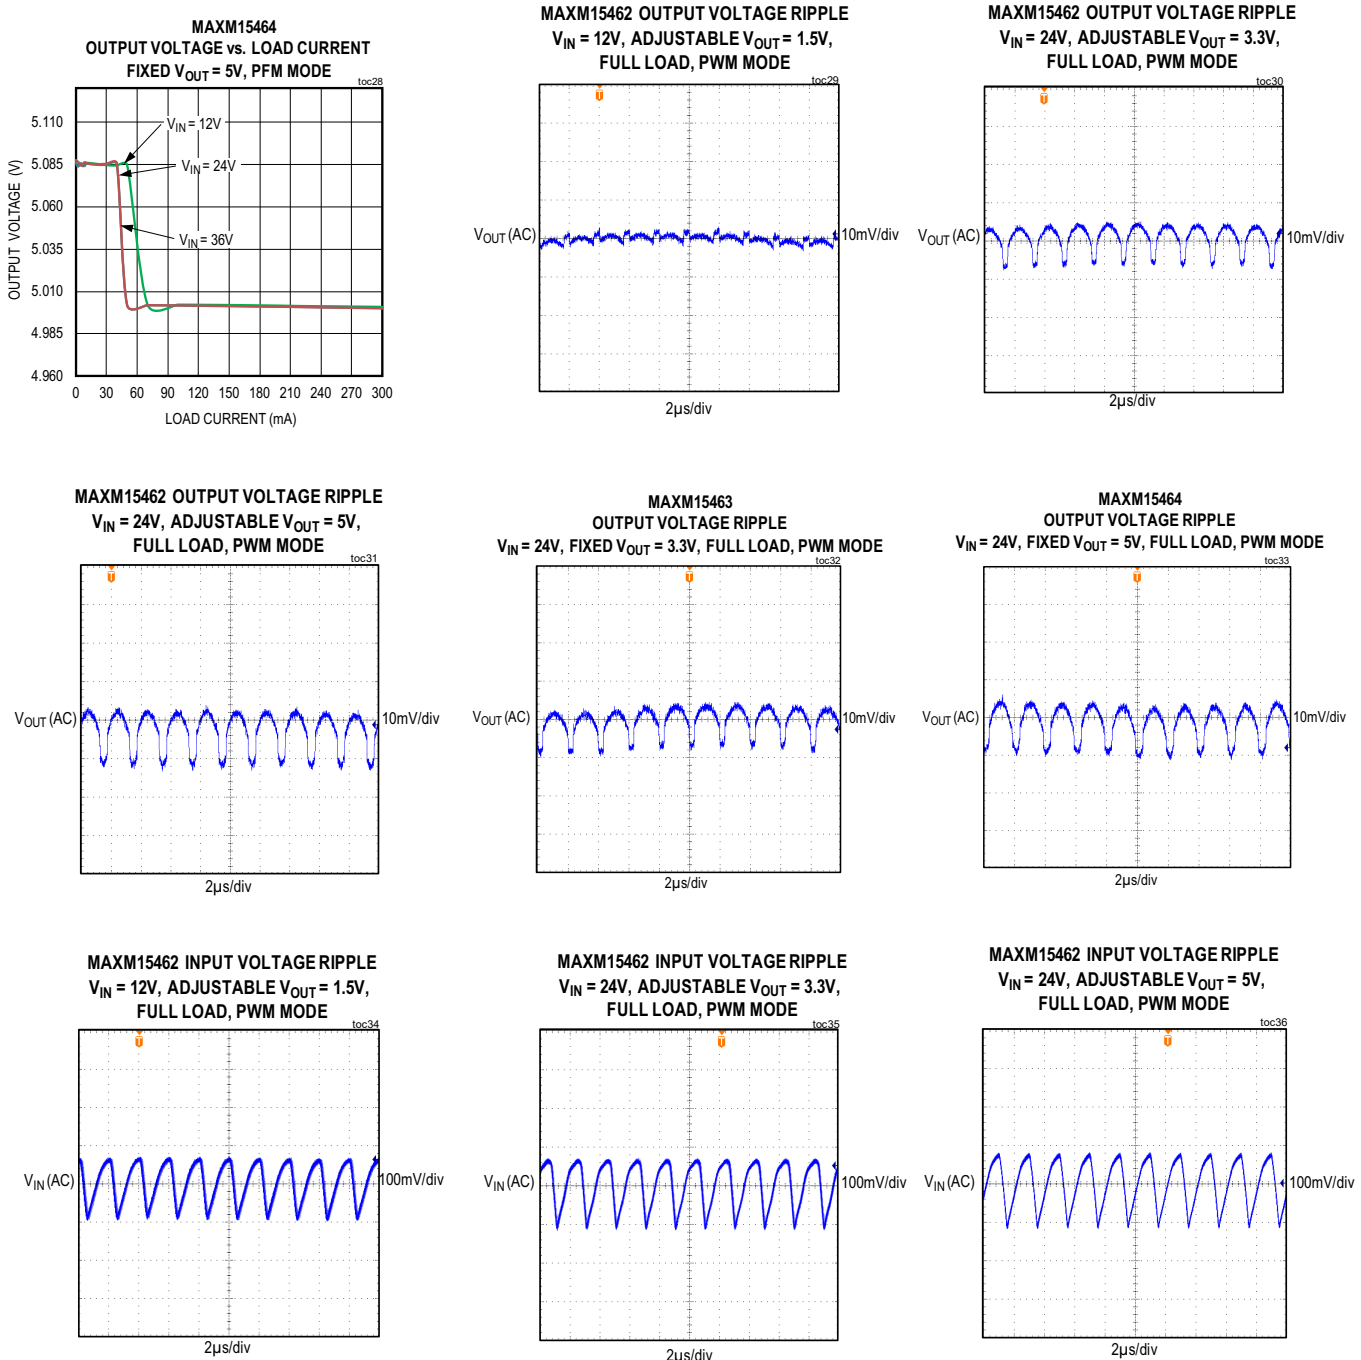 MAXM15464
OUTPUT VOLTAGE vs. LOAD CURRENT
FIXED VOUT = 5V, PFM MODE
toc28
OUTPUT VOLTAGE (V)
5.110
5.085
5.060
5.035
5.010
4.985
4.960
VIN = 12V
VIN = 24V
VIN = 36V
0 30 60 90 120 150 180 210 240 270 300
LOAD CURRENT (mA)
MAXM15462 OUTPUT VOLTAGE RIPPLE
VIN = 12V, ADJUSTABLE VOUT = 1.5V,
FULL LOAD, PWM MODE
toc29
T
VOUT (AC)
10mV/div
2µs/div
MAXM15462 OUTPUT VOLTAGE RIPPLE
VIN = 24V, ADJUSTABLE VOUT = 3.3V,
FULL LOAD, PWM MODE
toc30
T
VOUT (AC)
10mV/div
2µs/div
MAXM15462 OUTPUT VOLTAGE RIPPLE
VIN = 24V, ADJUSTABLE VOUT = 5V,
FULL LOAD, PWM MODE
toc31
T
VOUT (AC)
10mV/div
2µs/div
MAXM15463
OUTPUT VOLTAGE RIPPLE
VIN = 24V, FIXED VOUT = 3.3V, FULL LOAD, PWM MODE
toc32
T
VOUT (AC)
10mV/div
2µs/div
MAXM15464
OUTPUT VOLTAGE RIPPLE
VIN = 24V, FIXED VOUT = 5V, FULL LOAD, PWM MODE
toc33
T
VOUT (AC)
10mV/div
2µs/div
MAXM15462 INPUT VOLTAGE RIPPLE
VIN = 12V, ADJUSTABLE VOUT = 1.5V,
FULL LOAD, PWM MODE
toc34
T
VIN (AC)
100mV/div
2µs/div
MAXM15462 INPUT VOLTAGE RIPPLE
VIN = 24V, ADJUSTABLE VOUT = 3.3V,
FULL LOAD, PWM MODE
toc35
T
VIN (AC)
100mV/div
2µs/div
MAXM15462 INPUT VOLTAGE RIPPLE
VIN = 24V, ADJUSTABLE VOUT = 5V,
FULL LOAD, PWM MODE
toc36
T
VIN (AC)
100mV/div
2µs/div